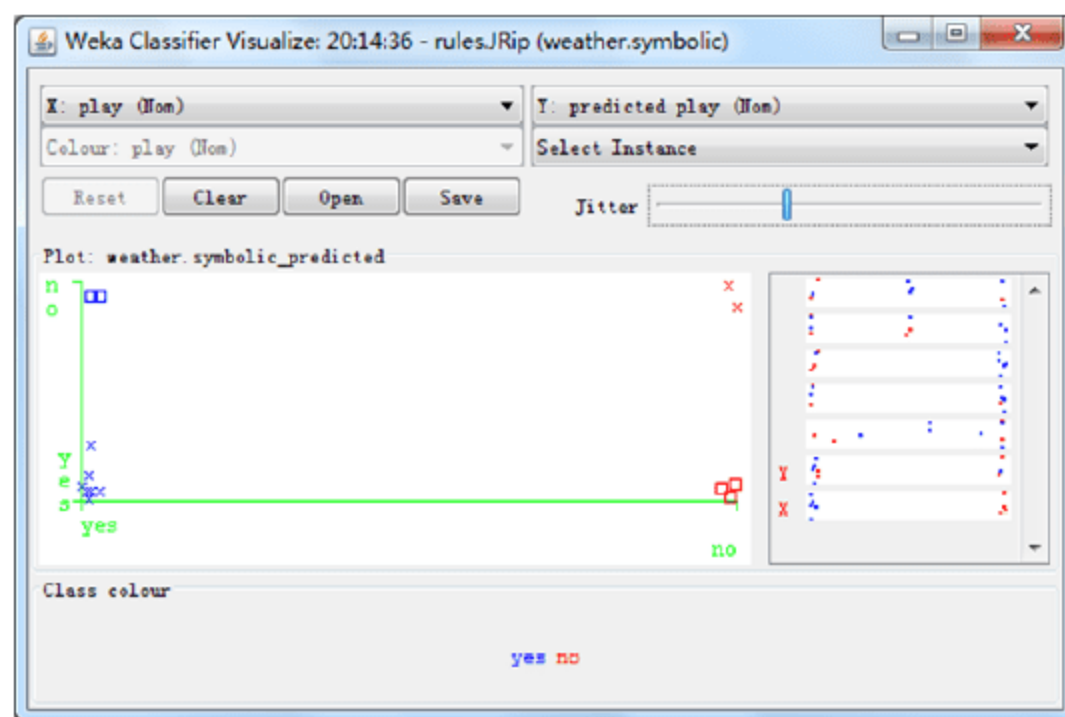 Weka Classifier Visualize: 20:14:36 - rules.JRip (weather.symbolic)
X: play (Nom)
Y: predicted play (Nom)
Colour: play (Nom)
Select Instance
Reset
Clear
Open
Save
Jitter
Plot: weather.symbolic_predicted
no
yes
yes
no
Y
X
Class colour
yes no